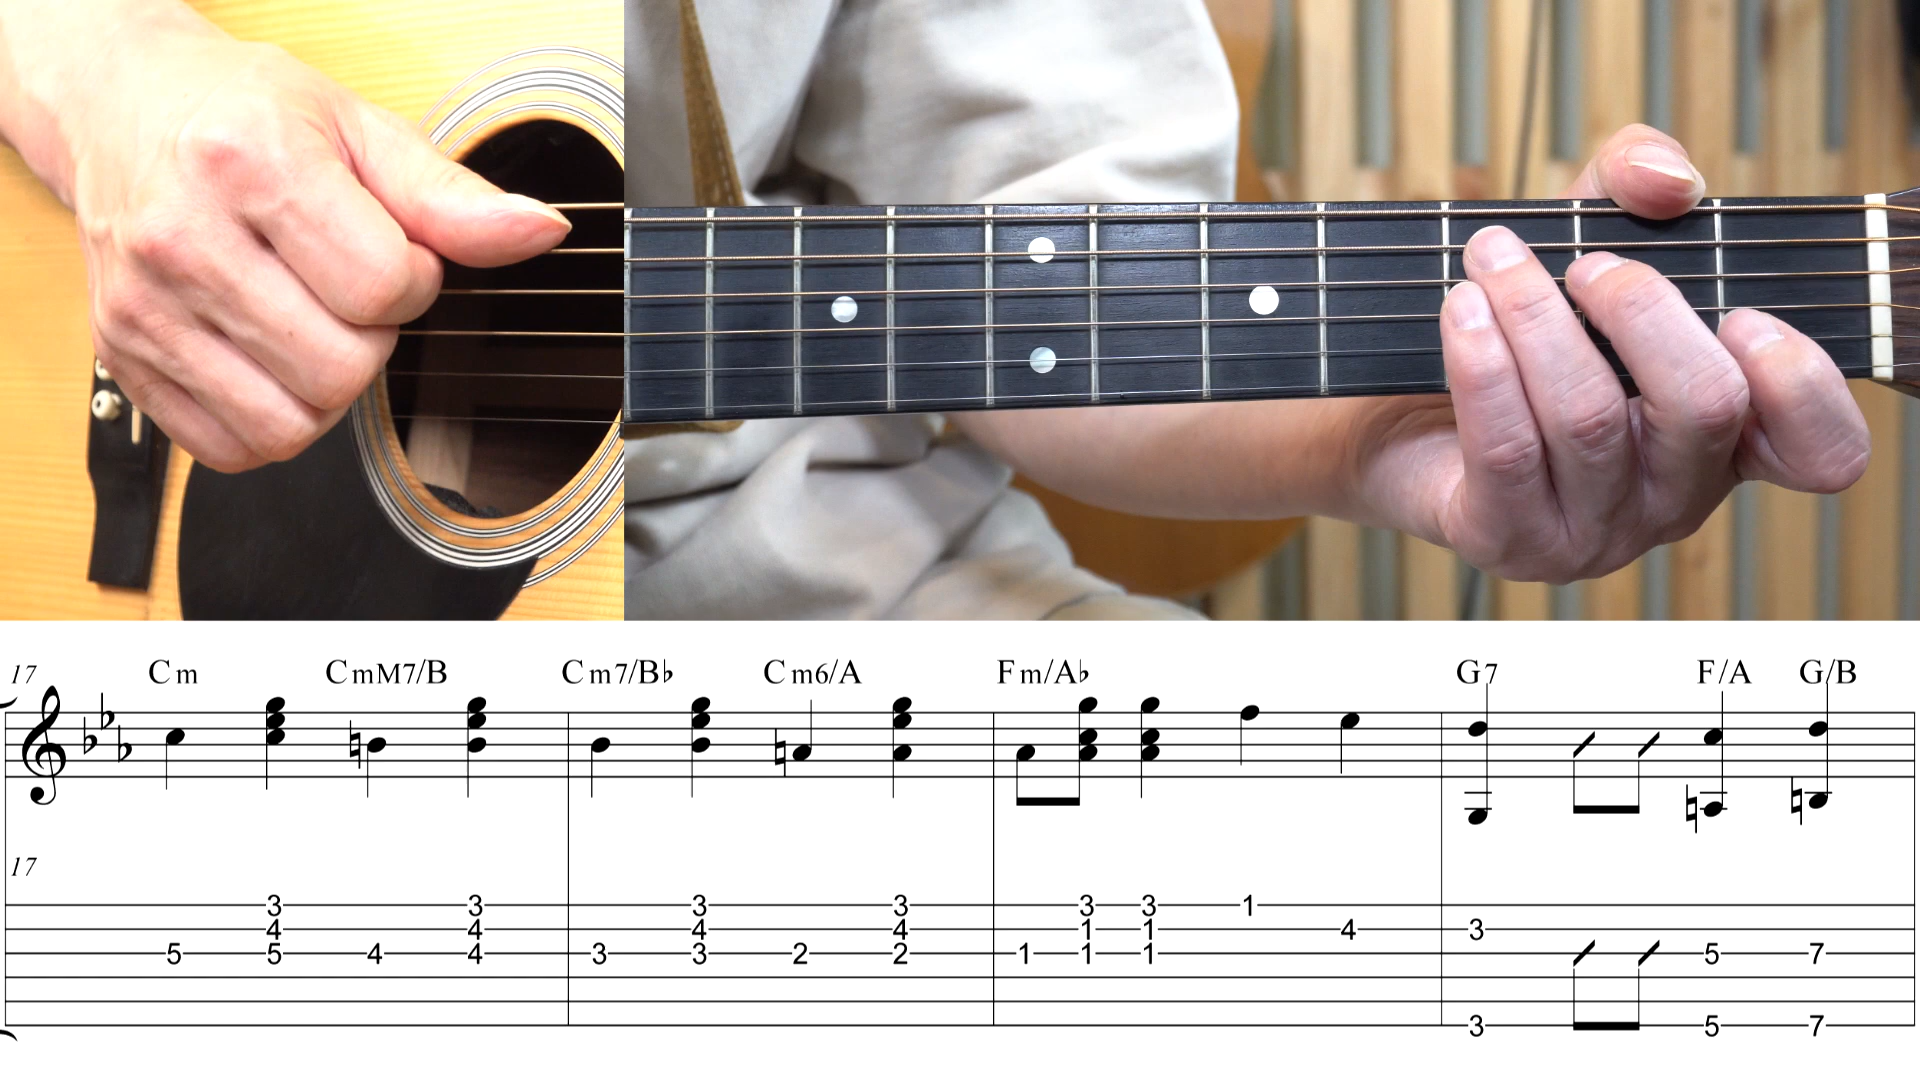 17 Cm CmM7/B Cm7/B♭ Cm6/A Fm/A♭ G7 F/A G/B
17
3 3 3 3 3 3 1
4 4 4 4 1 1 4 3
5 5 4 4 3 3 2 2 1 1 1 5 7
3 5 7